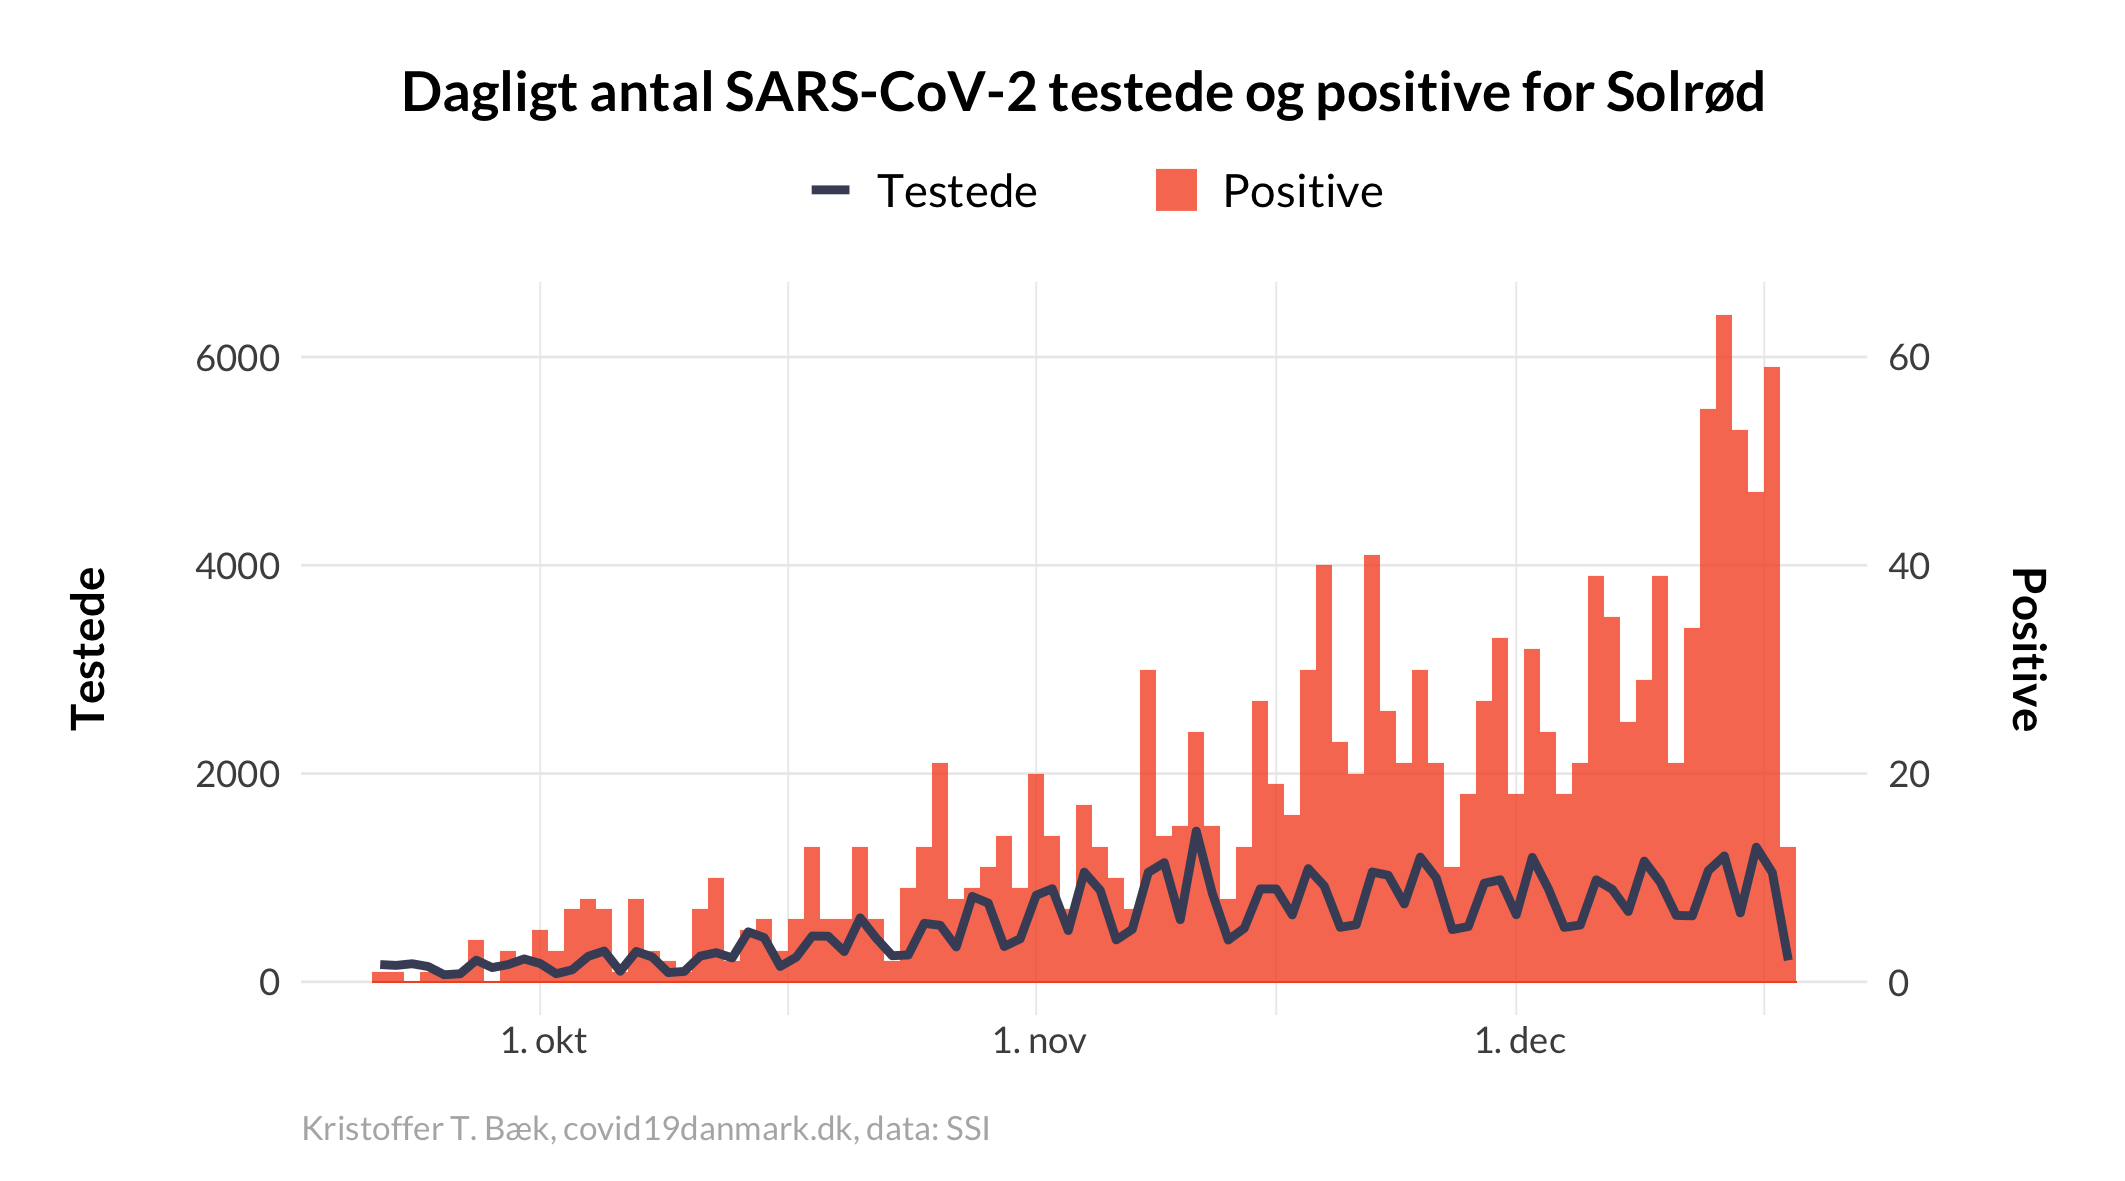 Dagligt antal SARS-CoV-2 testede og positive for Solrød
Testede
Positive
6000
4000
2000
0
60
40
20
0
Testede
Positive
1. okt
1. nov
1. dec
Kristoffer T. Bæk, covid19danmark.dk, data: SSI